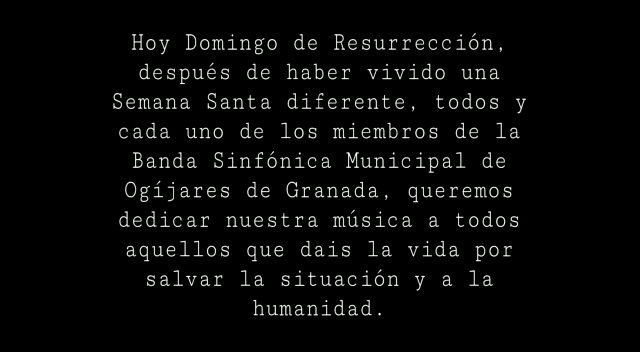 Hoy Domingo de Resurrección,
después de haber vivido una
Semana Santa diferente, todos y
cada uno de los miembros de la
Banda Sinfónica Municipal de
Ogíjares de Granada, queremos
dedicar nuestra música a todos
aquellos que dais la vida por
salvar la situación y a la
humanidad.